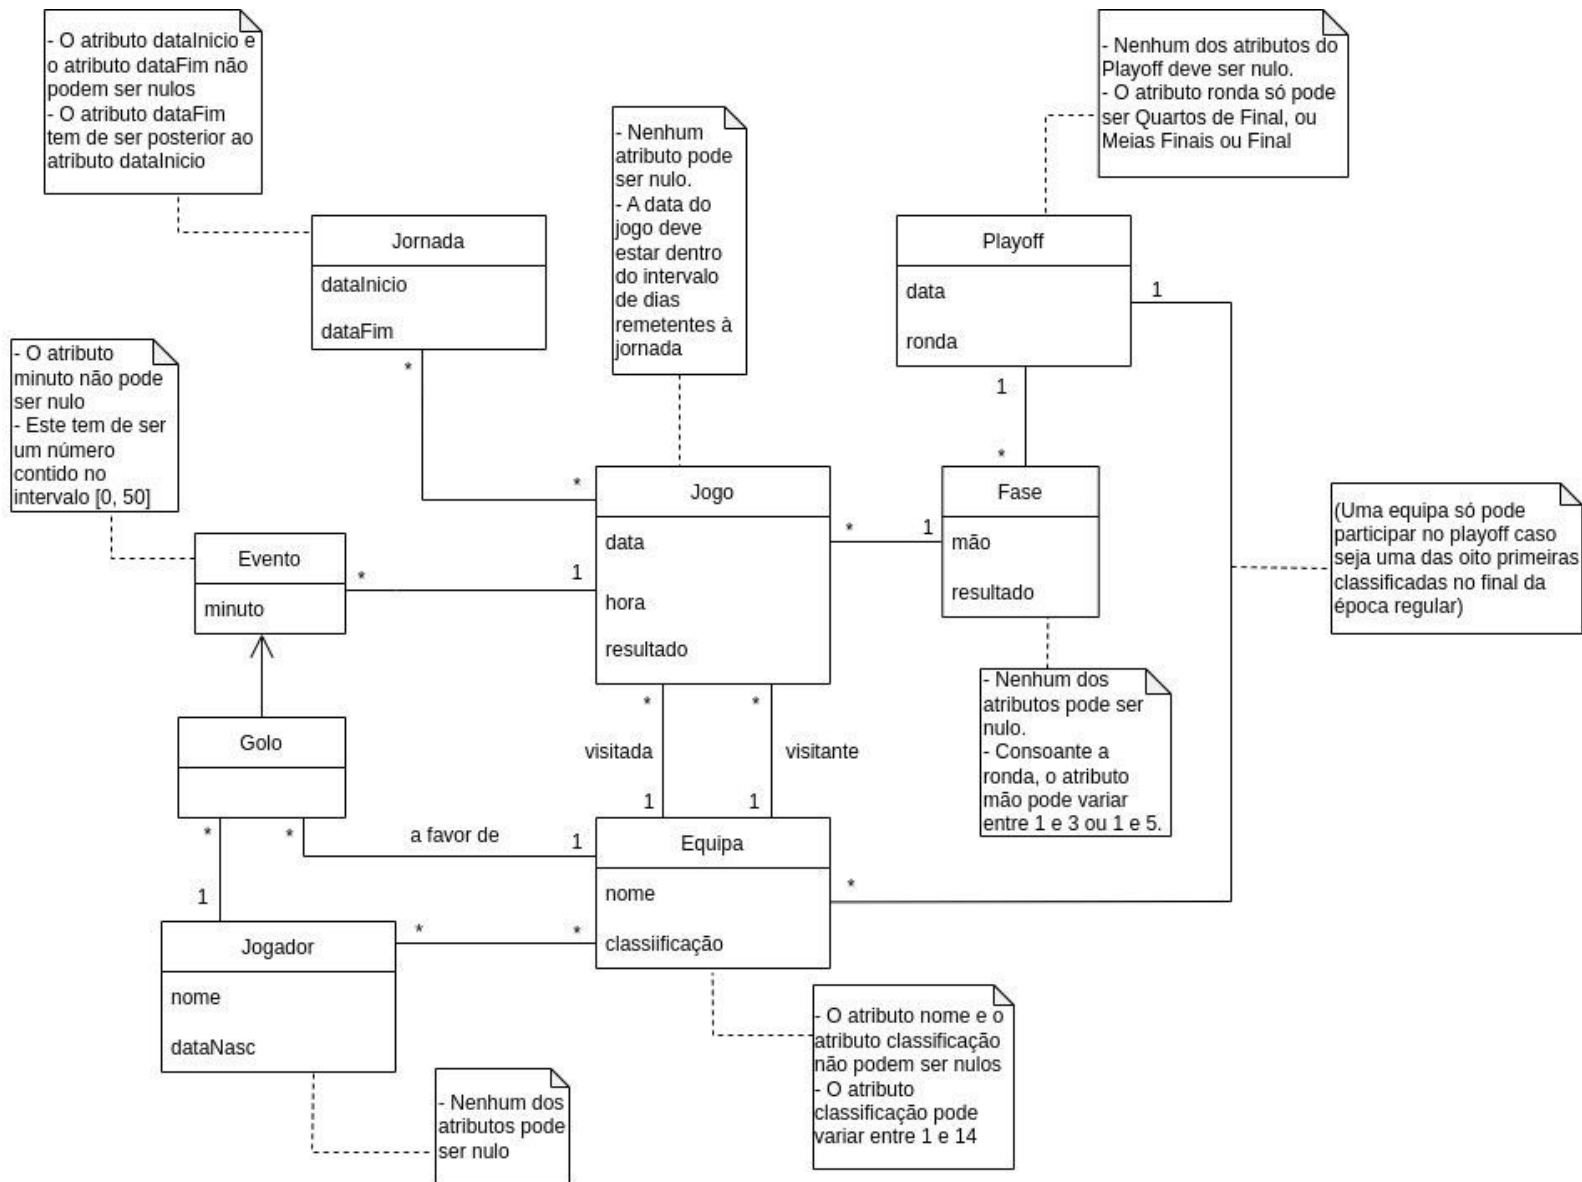 - O atributo dataInicio e
o atributo dataFim não
podem ser nulos
- O atributo dataFim
tem de ser posterior ao
atributo dataInicio
- Nenhum dos atributos do
Playoff deve ser nulo.
- O atributo ronda só pode
ser Quartos de Final, ou
Meias Finais ou Final
- Nenhum
atributo pode
ser nulo.
- A data do
jogo deve
estar dentro
do intervalo
de dias
remetentes à
jornada
Jornada
dataInicio
dataFim
*
*
Playoff
data
ronda
1
1
*
- O atributo
minuto não pode
ser nulo
- Este tem de ser
um número
contido no
intervalo [0, 50]
Evento
minuto
*
1
Jogo
data
hora
resultado
*
1
Fase
mão
resultado
(Uma equipa só pode
participar no playoff caso
seja uma das oito primeiras
classificadas no final da
época regular)
- Nenhum dos
atributos pode ser
nulo.
- Consoante a
ronda, o atributo
mão pode variar
entre 1 e 3 ou 1 e 5.
*
*
visitada
visitante
1
1
Golo
*
*
a favor de
1
1
Equipa
nome
classiificação
*
Jogador
nome
dataNasc
*
*
- O atributo nome e o
atributo classificação
não podem ser nulos
- O atributo
classificação pode
variar entre 1 e 14
- Nenhum dos
atributos pode
ser nulo